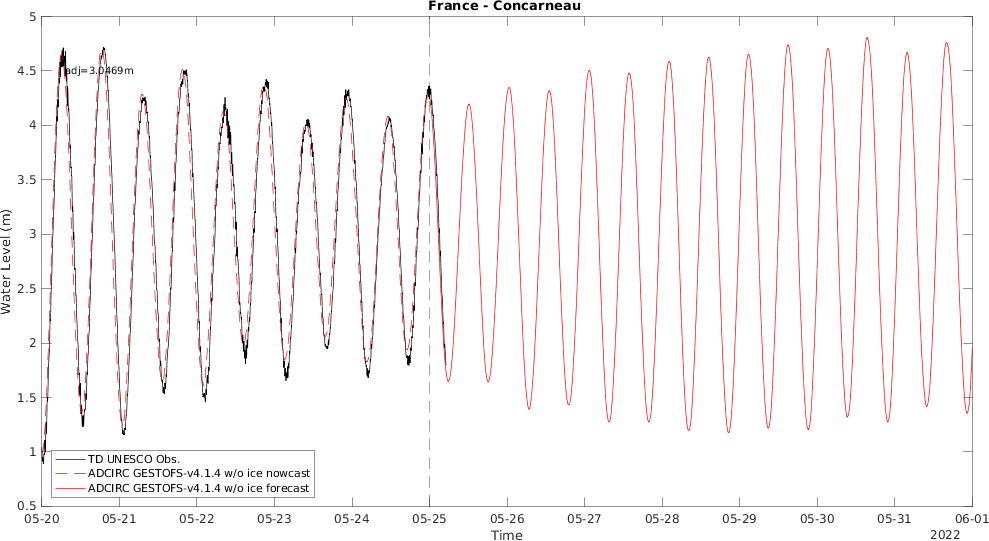 France - Concarneau
5
4.5
4
3.5
3
2.5
2
1.5
1
0.5
Water Level (m)
adj=3.0469m
TD UNESCO Obs.
ADCIRC GESTOFS-v4.1.4 w/o ice nowcast
ADCIRC GESTOFS-v4.1.4 w/o ice forecast
05-20 05-21 05-22 05-23 05-24 05-25 05-26 05-27 05-28 05-29 05-30 05-31 06-01
Time
2022